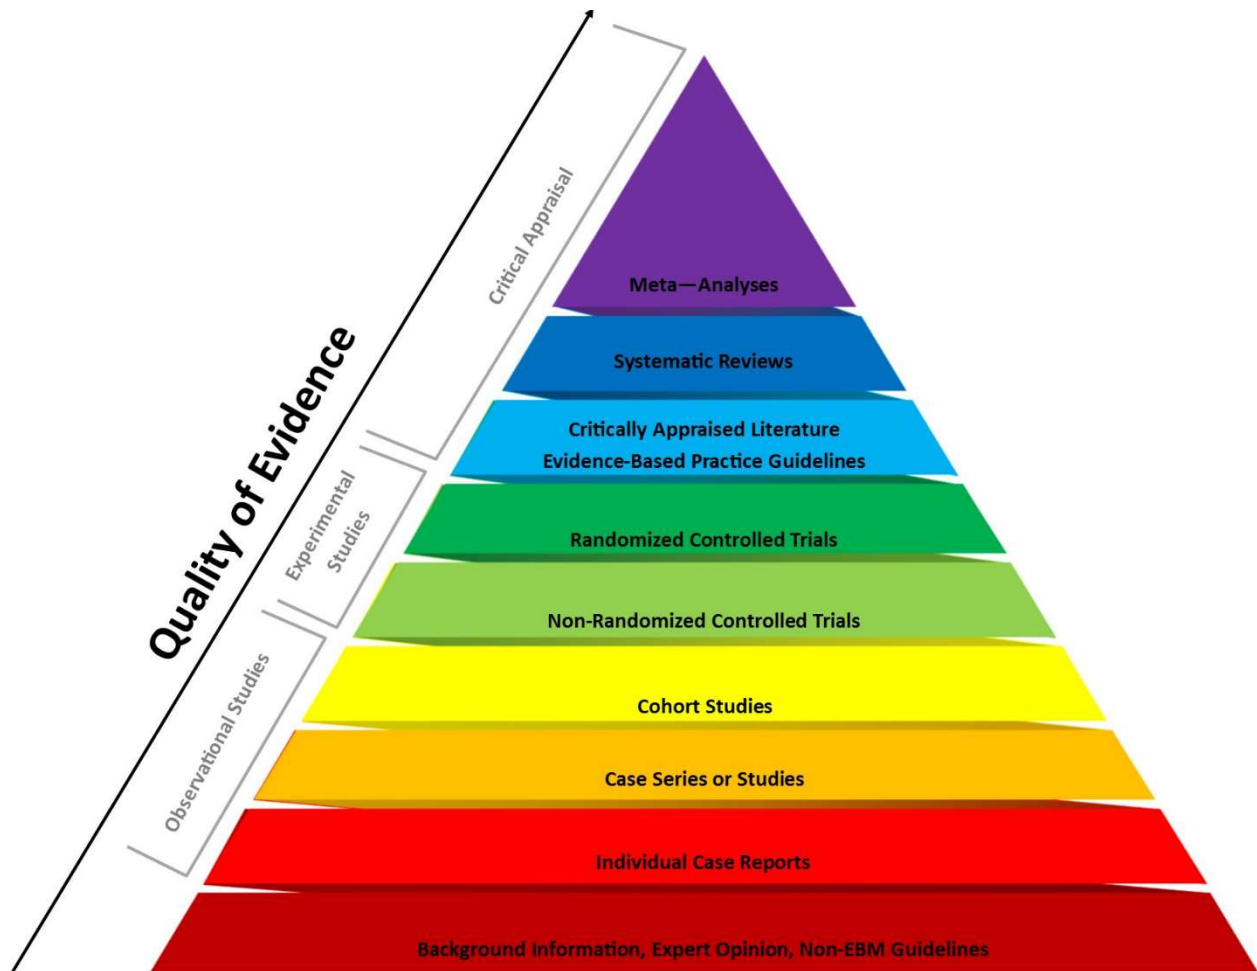 Quality of Evidence
Critical Appraisal
Experimental
Studies
Observational Studies
Meta—Analyses
Systematic Reviews
Critically Appraised Literature
Evidence-Based Practice Guidelines
Randomized Controlled Trials
Non-Randomized Controlled Trials
Cohort Studies
Case Series or Studies
Individual Case Reports
Background Information, Expert Opinion, Non-EBM Guidelines